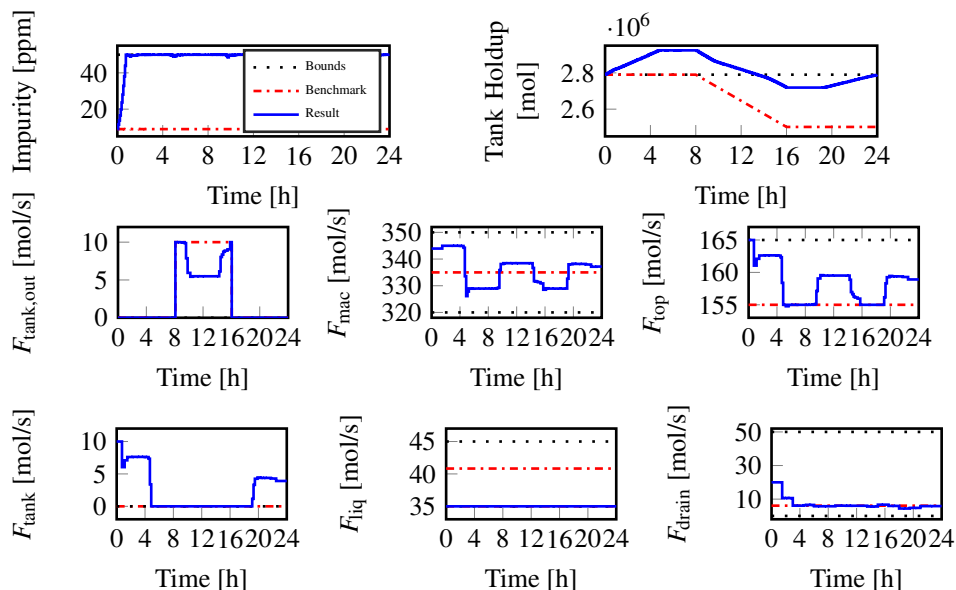 ·10⁶
Impurity [ppm]
40
20
0 4 8 12 16 20 24
Time [h]
Bounds
Benchmark
Result
Tank Holdup
[mol]
2.8
2.6
0 4 8 12 16 20 24
Time [h]
F_tank,out [mol/s]
10
5
0
0 4 8 12 16 20 24
Time [h]
F_mac [mol/s]
350
340
330
320
0 4 8 12 16 20 24
Time [h]
F_top [mol/s]
165
160
155
0 4 8 12 16 20 24
Time [h]
F_tank [mol/s]
10
5
0
0 4 8 12 16 20 24
Time [h]
F_liq [mol/s]
45
40
35
0 4 8 12 16 20 24
Time [h]
F_drain [mol/s]
50
30
10
0 4 8 12 16 20 24
Time [h]